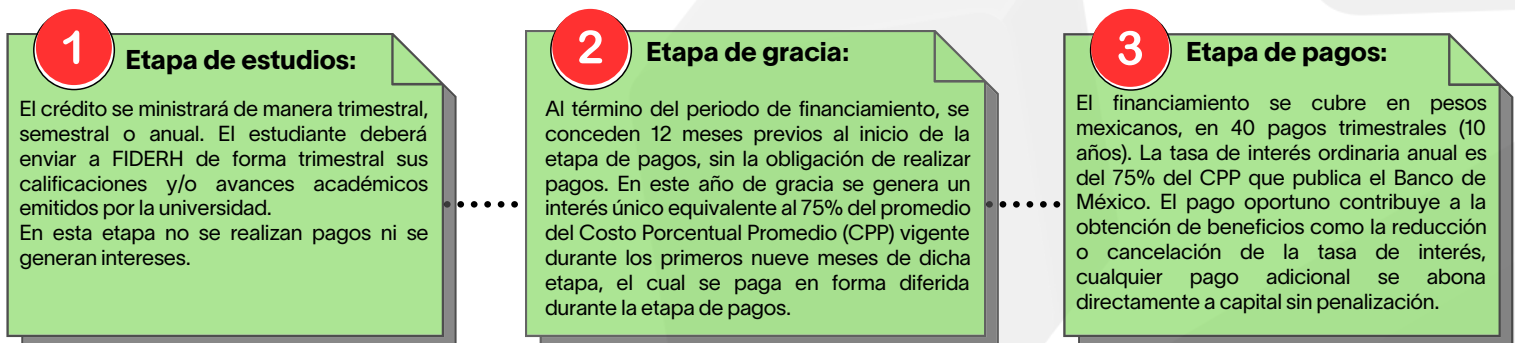 1
Etapa de estudios:
El crédito se ministrará de manera trimestral,
semestral o anual. El estudiante deberá
enviar a FIDERH de forma trimestral sus
calificaciones y/o avances académicos
emitidos por la universidad.
En esta etapa no se realizan pagos ni se
generan intereses.
2
Etapa de gracia:
Al término del periodo de financiamiento, se
conceden 12 meses previos al inicio de la
etapa de pagos, sin la obligación de realizar
pagos. En este año de gracia se genera un
interés único equivalente al 75% del promedio
del Costo Porcentual Promedio (CPP) vigente
durante los primeros nueve meses de dicha
etapa, el cual se paga en forma diferida
durante la etapa de pagos.
3
Etapa de pagos:
El financiamiento se cubre en pesos
mexicanos, en 40 pagos trimestrales (10
años). La tasa de interés ordinaria anual es
del 75% del CPP que publica el Banco de
México. El pago oportuno contribuye a la
obtención de beneficios como la reducción
o cancelación de la tasa de interés,
cualquier pago adicional se abona
directamente a capital sin penalización.